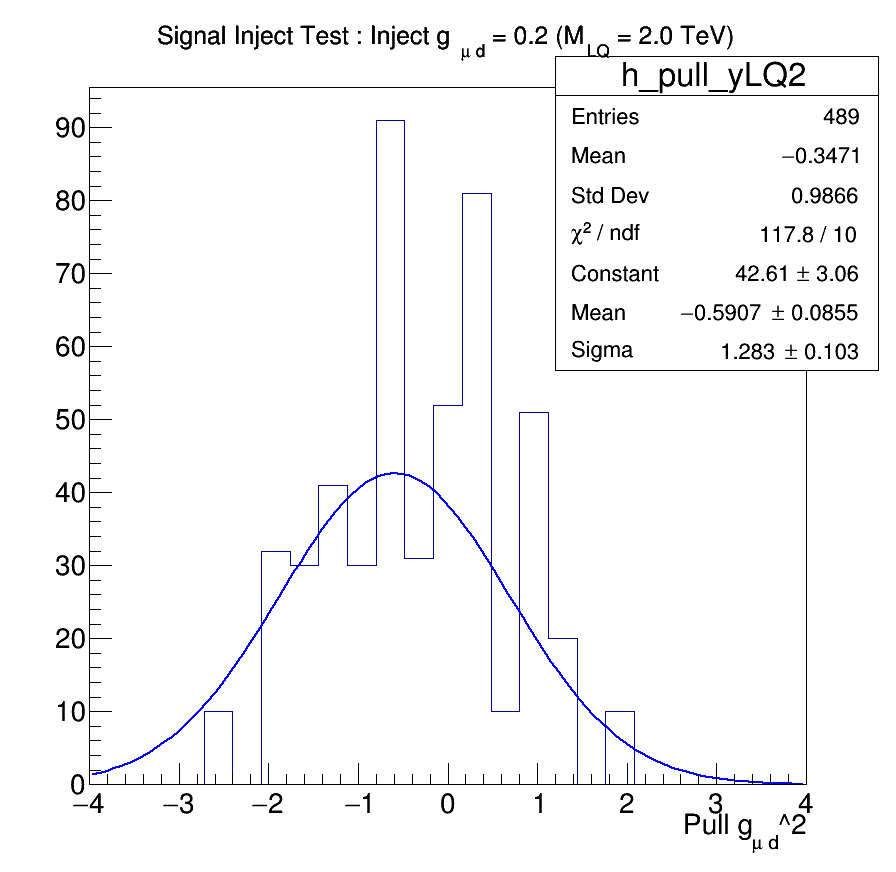 Signal Inject Test : Inject g μ d = 0.2 (M LQ = 2.0 TeV)
h_pull_yLQ2
Entries 489
Mean −0.3471
Std Dev 0.9866
χ² / ndf 117.8 / 10
Constant 42.61 ± 3.06
Mean −0.5907 ± 0.0855
Sigma 1.283 ± 0.103
90
80
70
60
50
40
30
20
10
0
−4 −3 −2 −1 0 1 2 3 4
Pull g μ d ^2